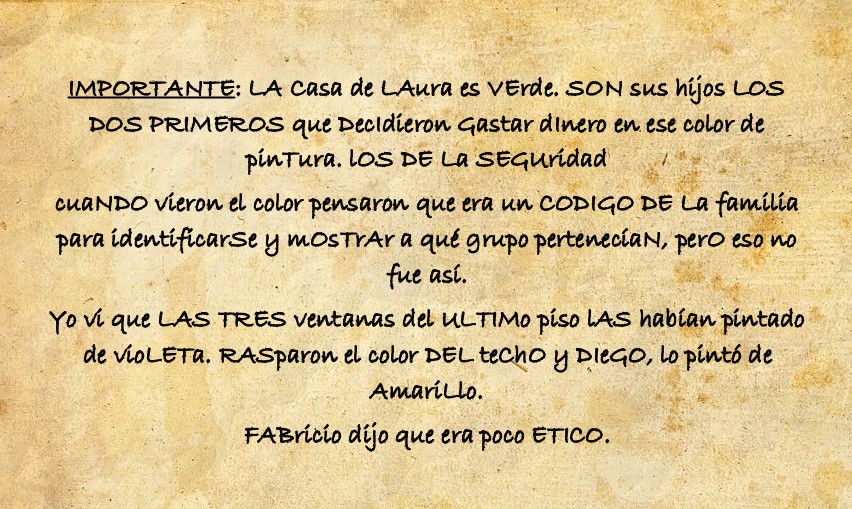 IMPORTANTE: LA Casa de LAura es VErde. SON sus hijos LOS
DOS PRIMEROS que DecIdieron Gastar dInero en ese color de
pinTura. lOS DE La SEGUridad
cuaNDO vieron el color pensaron que era un CODIGO DE La familia
para identificarSe y mOsTrAr a qué grupo pertenecíaN, perO eso no
fue así.
Yo vi que LAS TRES ventanas del ULTIMo piso lAS habían pintado
de vioLETa. RASparon el color DEL teChO y DIeGO, lo pintó de
AmariLlo.
FABricio dijo que era poco ETICO.